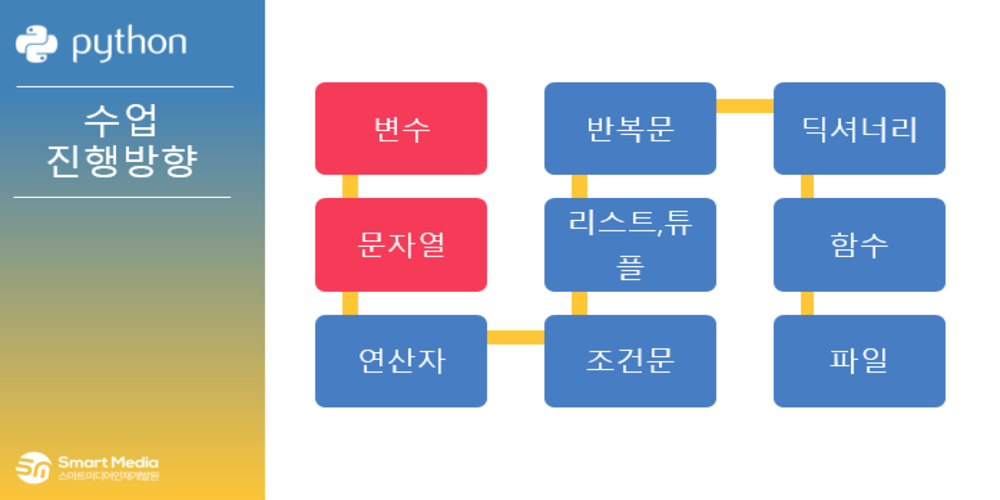 python
수업
진행방향
변수
문자열
연산자
조건문
리스트,튜
플
반복문
딕셔너리
함수
파일
Smart Media
스마트미디어인재개발원